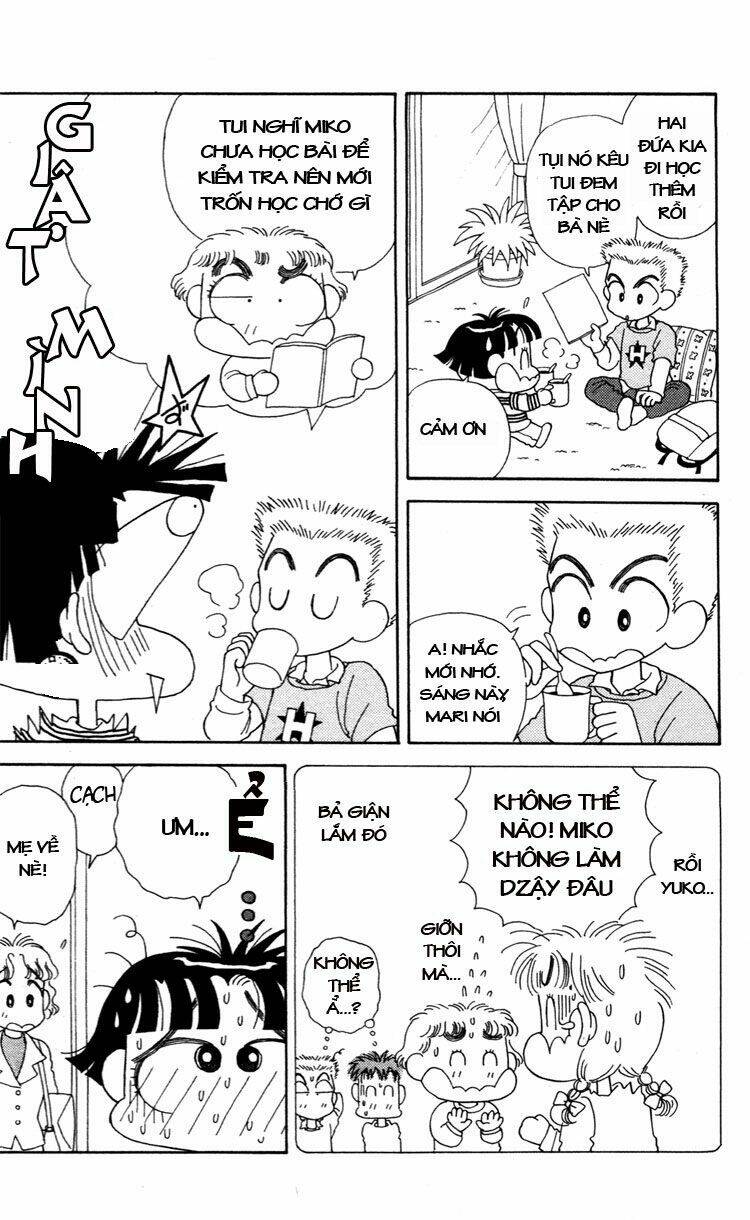 HAI
ĐỨA KIA
ĐI HỌC
THÊM
RỒI
TỤI NÓ KÊU
TUI ĐEM
TẬP CHO
BÀ NÈ
H
CẢM ƠN
A! NHẮC
MỚI NHỚ.
SÁNG NÀY,
MARI NÓI
TUI NGHĨ MIKO
CHƯA HỌC BÀI ĐỂ
KIỂM TRA NÊN MỚI
TRỐN HỌC CHỚ GÌ
GIẬT MÌNH
H
RỒI
YUKO...
KHÔNG THỂ
NÀO! MIKO
KHÔNG LÀM
DZẬY ĐÂU
BẢ GIẬN
LẮM ĐÓ
GIỠN
THÔI
MÀ...
KHÔNG
THỂ
Ả...?
Ể...
ƯM...
CẠCH
MẸ VỀ
NÈ!